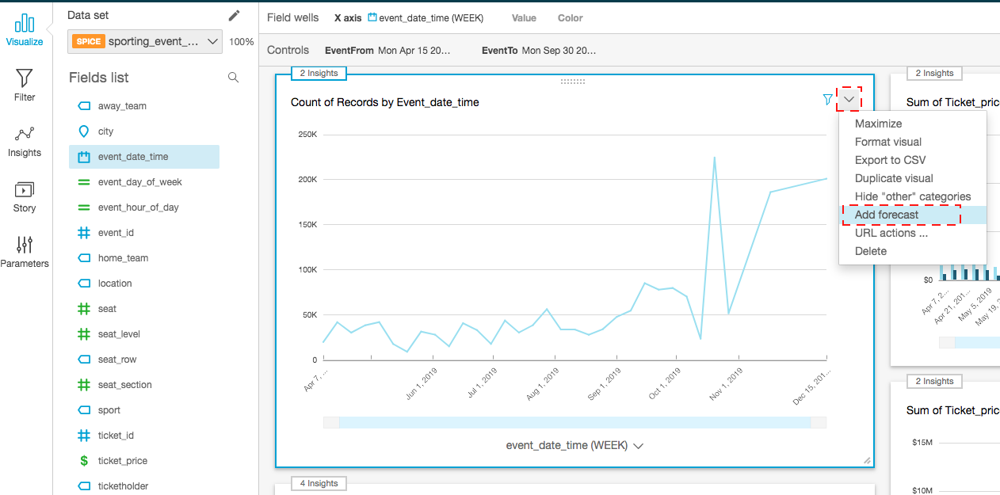 Visualize
Filter
Insights
Story
Parameters
Data set
SPICE sporting_event_... 100%
Fields list
away_team
city
event_date_time
event_day_of_week
event_hour_of_day
event_id
home_team
location
seat
seat_level
seat_row
seat_section
sport
ticket_id
ticket_price
ticketholder
Field wells X axis event_date_time (WEEK) Value Color
Controls EventFrom Mon Apr 15 20... EventTo Mon Sep 30 20...
2 Insights
Count of Records by Event_date_time
250K
200K
150K
100K
50K
0
Apr 7, ...
Jun 1, 2019
Jul 1, 2019
Aug 1, 2019
Sep 1, 2019
Oct 1, 2019
Nov 1, 2019
Dec 15, 201...
event_date_time (WEEK)
Maximize
Format visual
Export to CSV
Duplicate visual
Hide "other" categories
Add forecast
URL actions ...
Delete
2 Insights
Sum of Ticket_pric
$0
Apr 7, 2...
Apr 21, 201...
May 5, 2019
May 19,
2 Insights
Sum of Ticket_pric
$15M
$10M
4 Insights